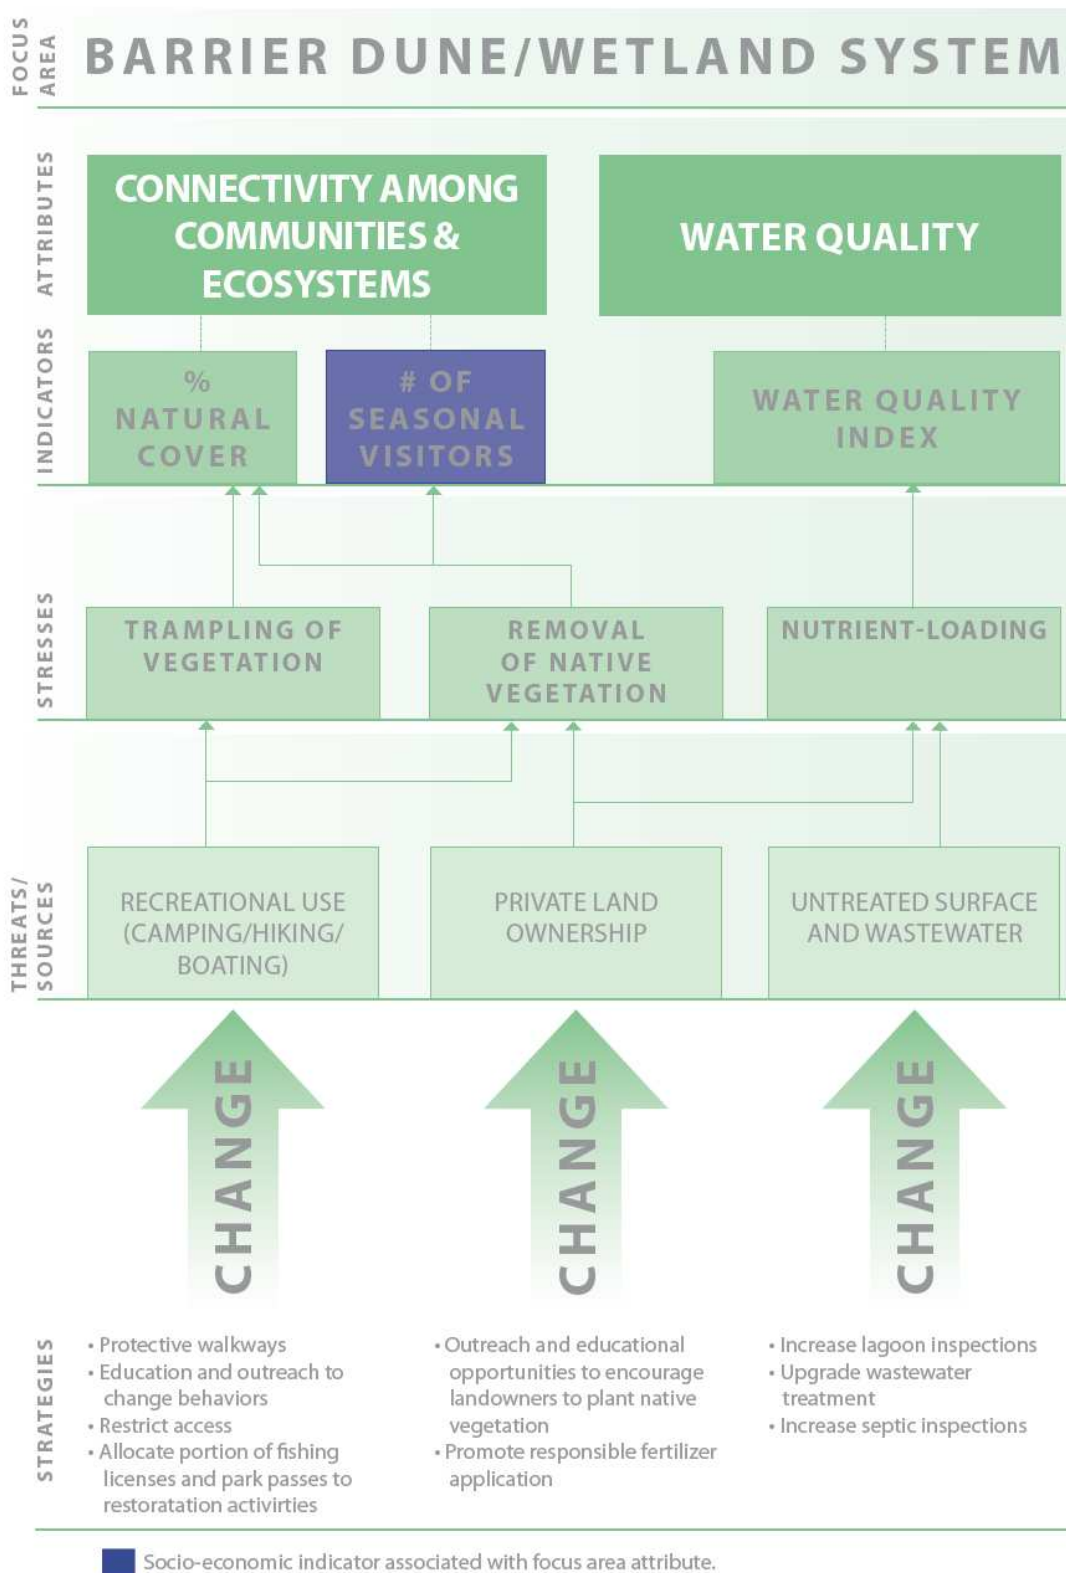 FOCUS
AREA
BARRIER DUNE/WETLAND SYSTEM
ATTRIBUTES
CONNECTIVITY AMONG
COMMUNITIES &
ECOSYSTEMS
WATER QUALITY
INDICATORS
%
NATURAL
COVER
# OF
SEASONAL
VISITORS
WATER QUALITY
INDEX
STRESSES
TRAMPLING OF
VEGETATION
REMOVAL
OF NATIVE
VEGETATION
NUTRIENT-LOADING
THREATS/
SOURCES
RECREATIONAL USE
(CAMPING/HIKING/
BOATING)
PRIVATE LAND
OWNERSHIP
UNTREATED SURFACE
AND WASTEWATER
CHANGE
CHANGE
CHANGE
STRATEGIES
• Protective walkways
• Education and outreach to
change behaviors
• Restrict access
• Allocate portion of fishing
licenses and park passes to
restoratation activirties
• Outreach and educational
opportunities to encourage
landowners to plant native
vegetation
• Promote responsible fertilizer
application
• Increase lagoon inspections
• Upgrade wastewater
treatment
• Increase septic inspections
Socio-economic indicator associated with focus area attribute.